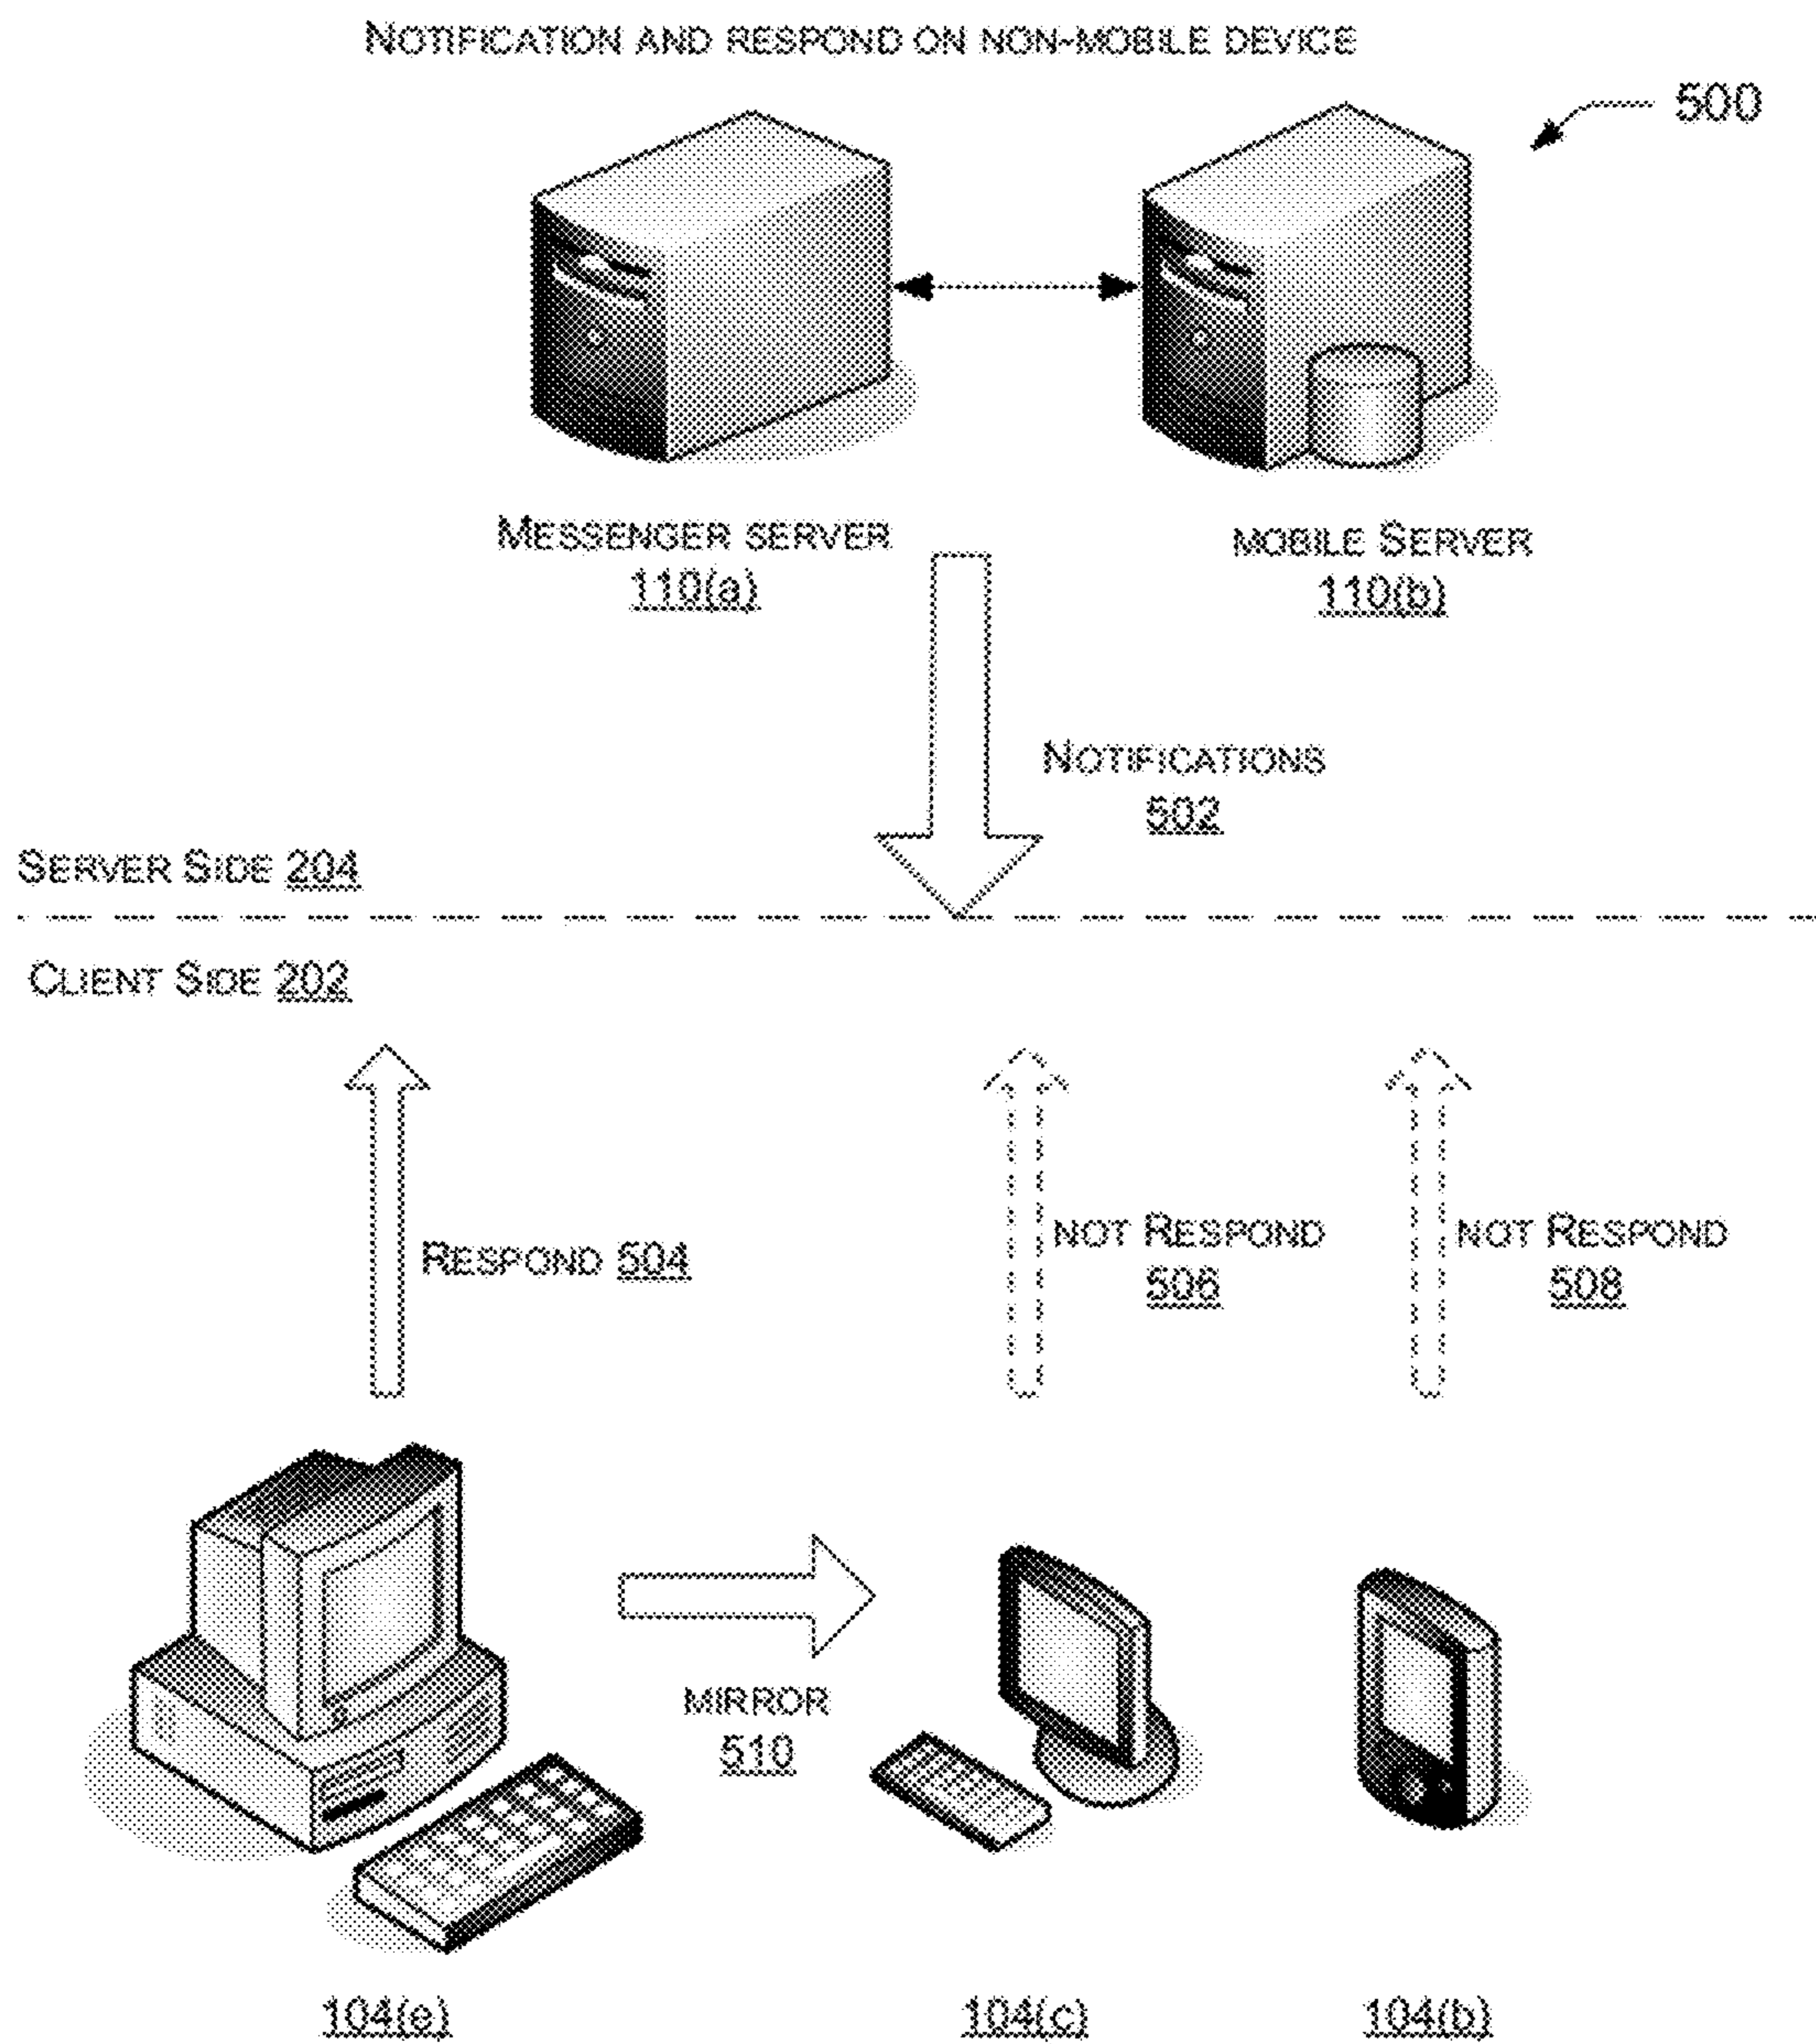 NOTIFICATION AND RESPOND ON NON-MOBILE DEVICE
500
MESSENGER SERVER
110(a)
MOBILE SERVER
110(b)
NOTIFICATIONS
502
SERVER SIDE 204
CLIENT SIDE 202
RESPOND 504
NOT RESPOND
506
NOT RESPOND
508
MIRROR
510
104(e)
104(c)
104(b)